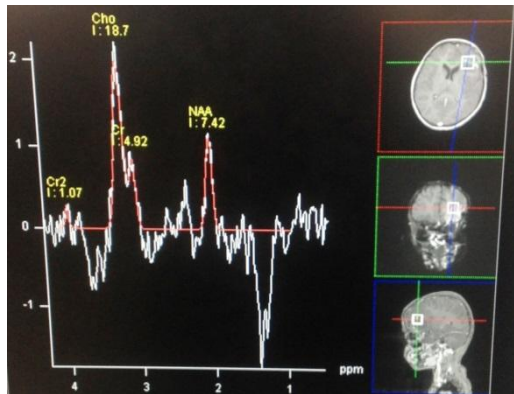 Cho
I : 18.7
2
NAA
I : 7.42
Cr
I : 4.92
1
Cr2
I : 1.07
0
-1
ppm
4 3 2 1